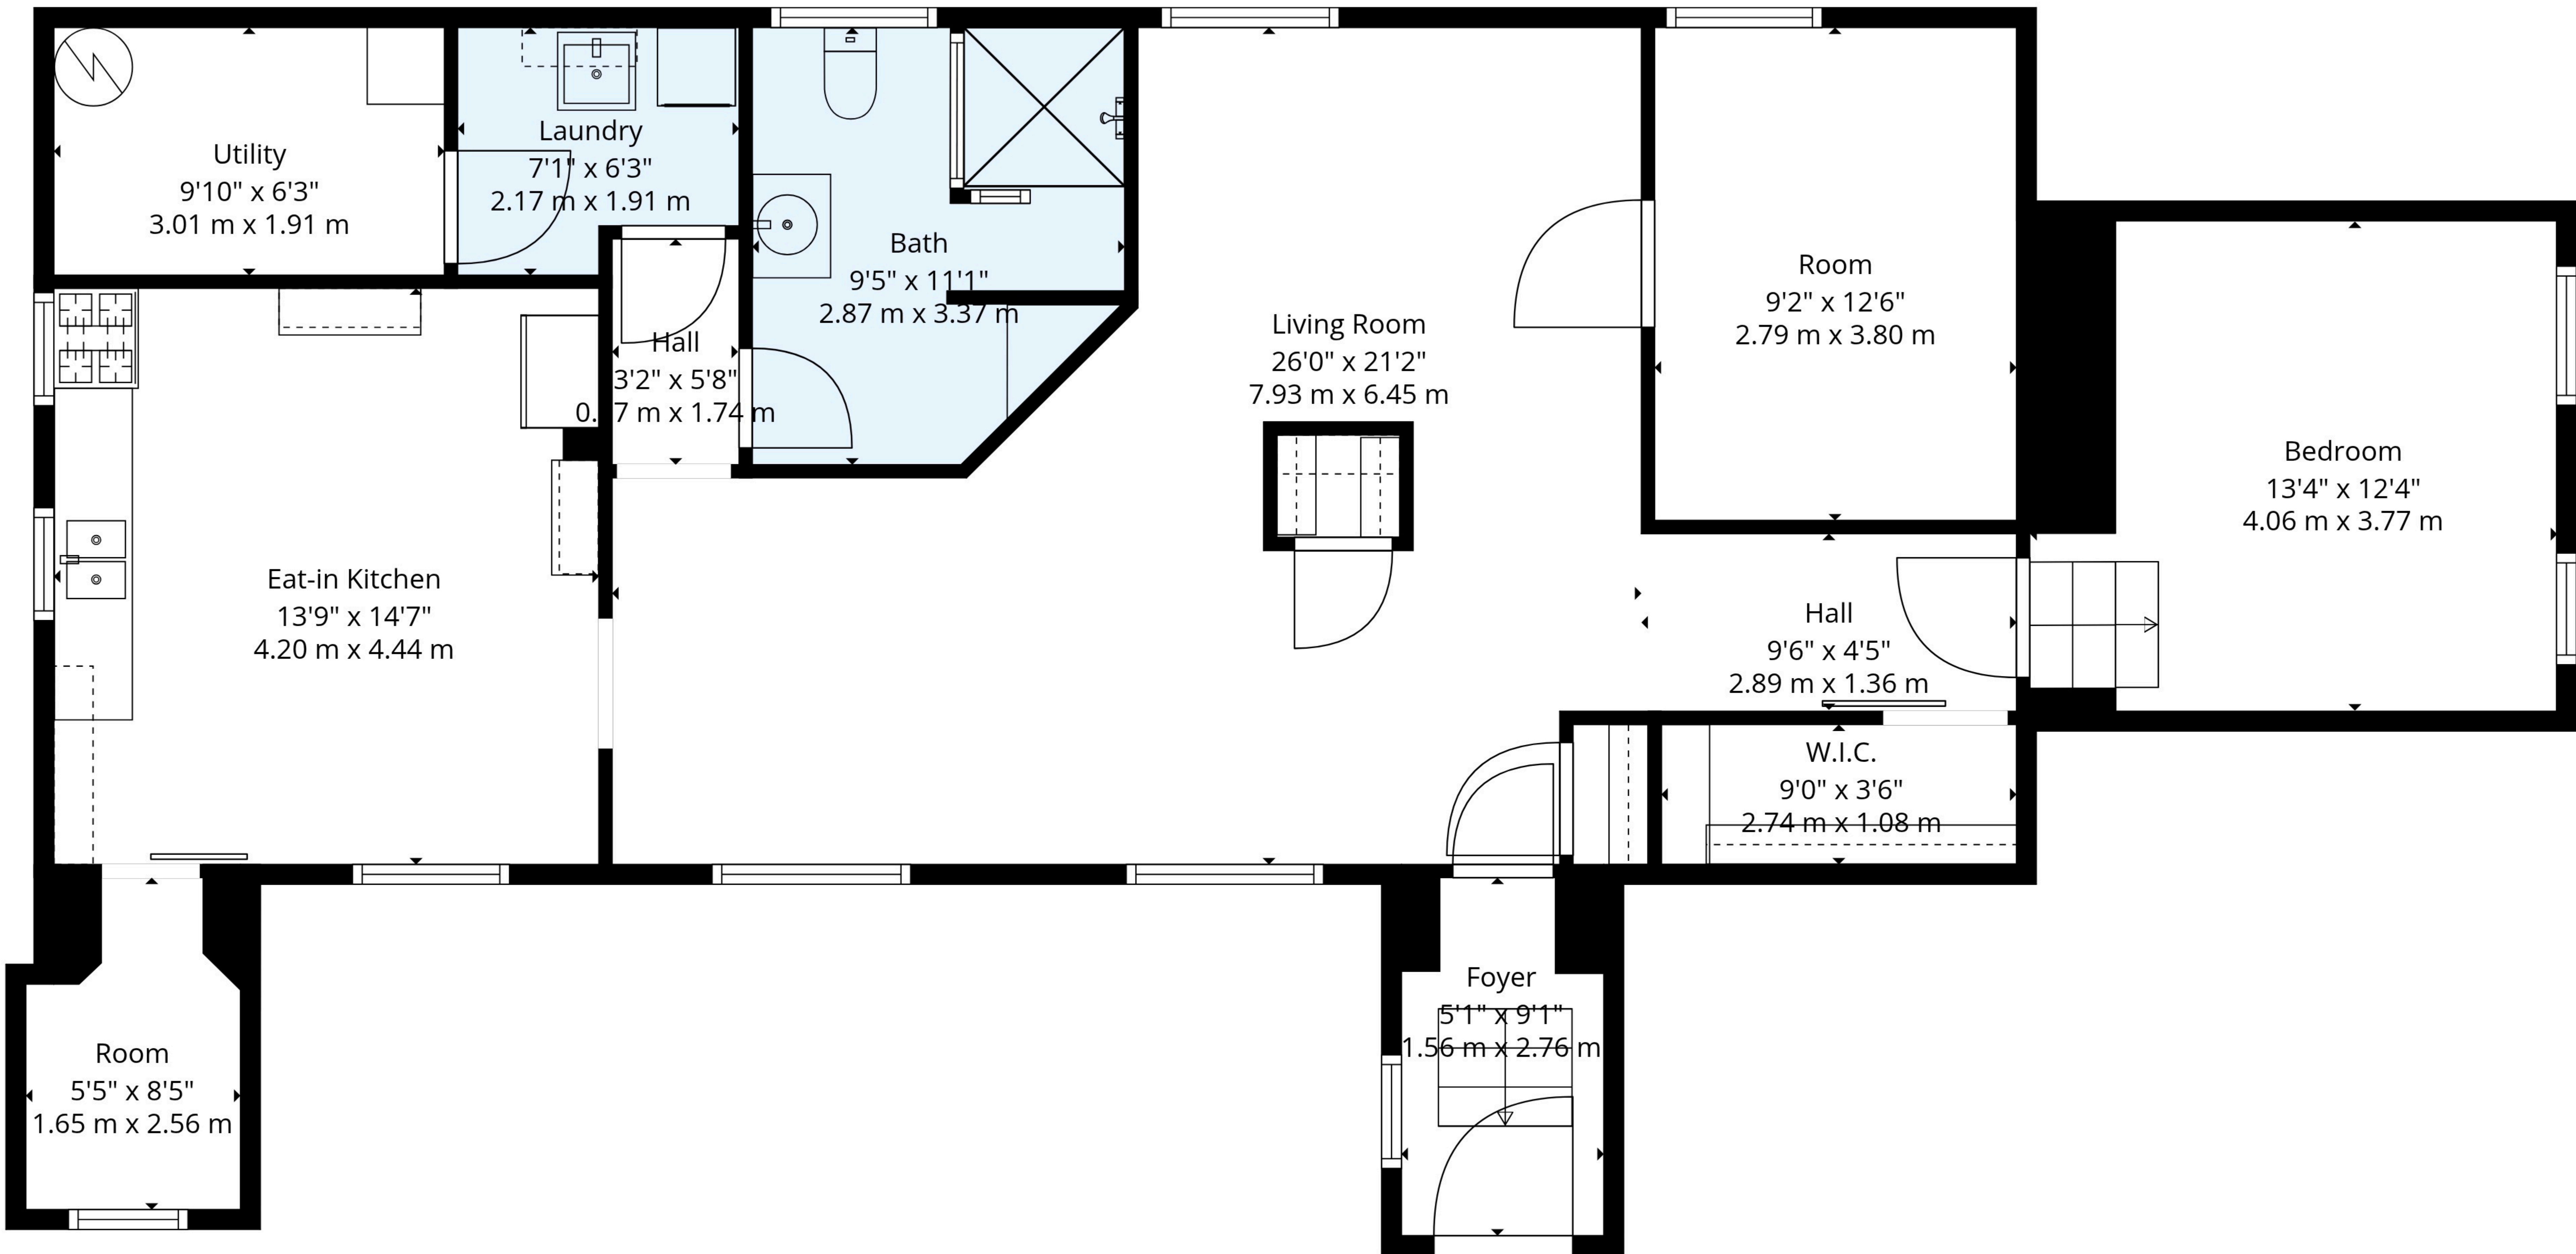 Utility
9'10" x 6'3"
3.01 m x 1.91 m
Laundry
7'1" x 6'3"
2.17 m x 1.91 m
Bath
9'5" x 11'1"
2.87 m x 3.37 m
Hall
3'2" x 5'8"
m x 1.74 m
Living Room
26'0" x 21'2"
7.93 m x 6.45 m
Room
9'2" x 12'6"
2.79 m x 3.80 m
Bedroom
13'4" x 12'4"
4.06 m x 3.77 m
Eat-in Kitchen
13'9" x 14'7"
4.20 m x 4.44 m
Hall
9'6" x 4'5"
2.89 m x 1.36 m
W.I.C.
9'0" x 3'6"
2.74 m x 1.08 m
Foyer
5'1" x 9'1"
1.56 m x 2.76 m
Room
5'5" x 8'5"
1.65 m x 2.56 m